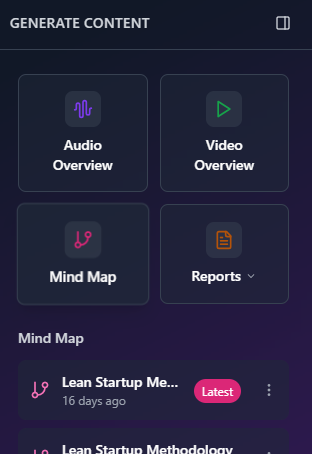 GENERATE CONTENT
Audio
Overview
Video
Overview
Mind Map
Reports
Mind Map
Lean Startup Me...
16 days ago
Latest
Lean Startup Methodology